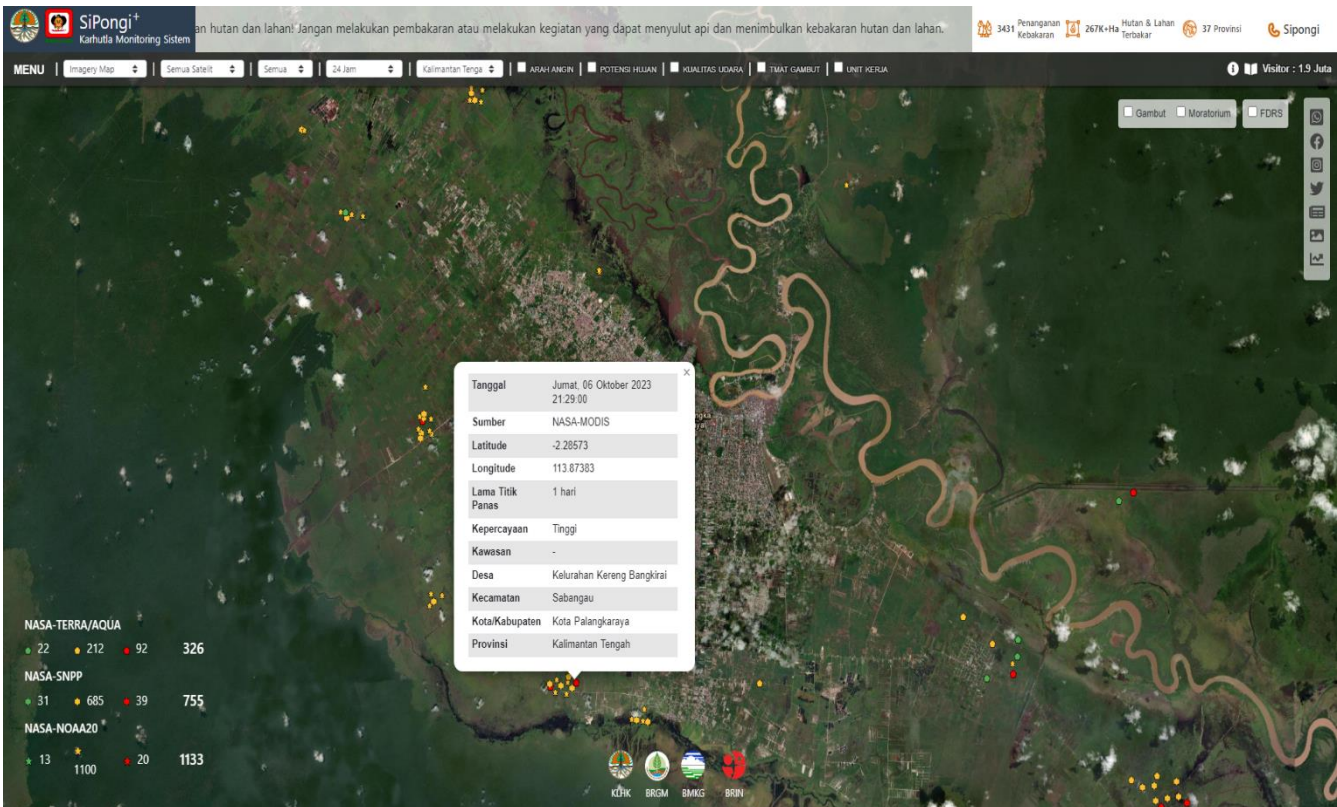 SiPongi+
Karhutla Monitoring Sistem
an hutan dan lahan! Jangan melakukan pembakaran atau melakukan kegiatan yang dapat menyulut api dan menimbulkan kebakaran hutan dan lahan.
3431 Penanganan Kebakaran
267K+Ha Hutan & Lahan Terbakar
37 Provinsi
Sipongi
MENU | Imagery Map | Semua Satelit | Semua | 24 Jam | Kalimantan Tenga | ARAH ANGIN | POTENSI HUJAN | KUALITAS UDARA | TMAT GAMBUT | UNIT KERJA
Visitor : 1.9 Juta
Gambut Moratorium FDRS
×
Tanggal Jumat, 06 Oktober 2023
21:29:00
Sumber NASA-MODIS
Latitude -2.28573
Longitude 113.87383
Lama Titik Panas 1 hari
Kepercayaan Tinggi
Kawasan -
Desa Kelurahan Kereng Bangkirai
Kecamatan Sabangau
Kota/Kabupaten Kota Palangkaraya
Provinsi Kalimantan Tengah
NASA-TERRA/AQUA
22 212 92 326
NASA-SNPP
31 685 39 755
NASA-NOAA20
13 1100 20 1133
KLHK BRGM BMKG BRIN